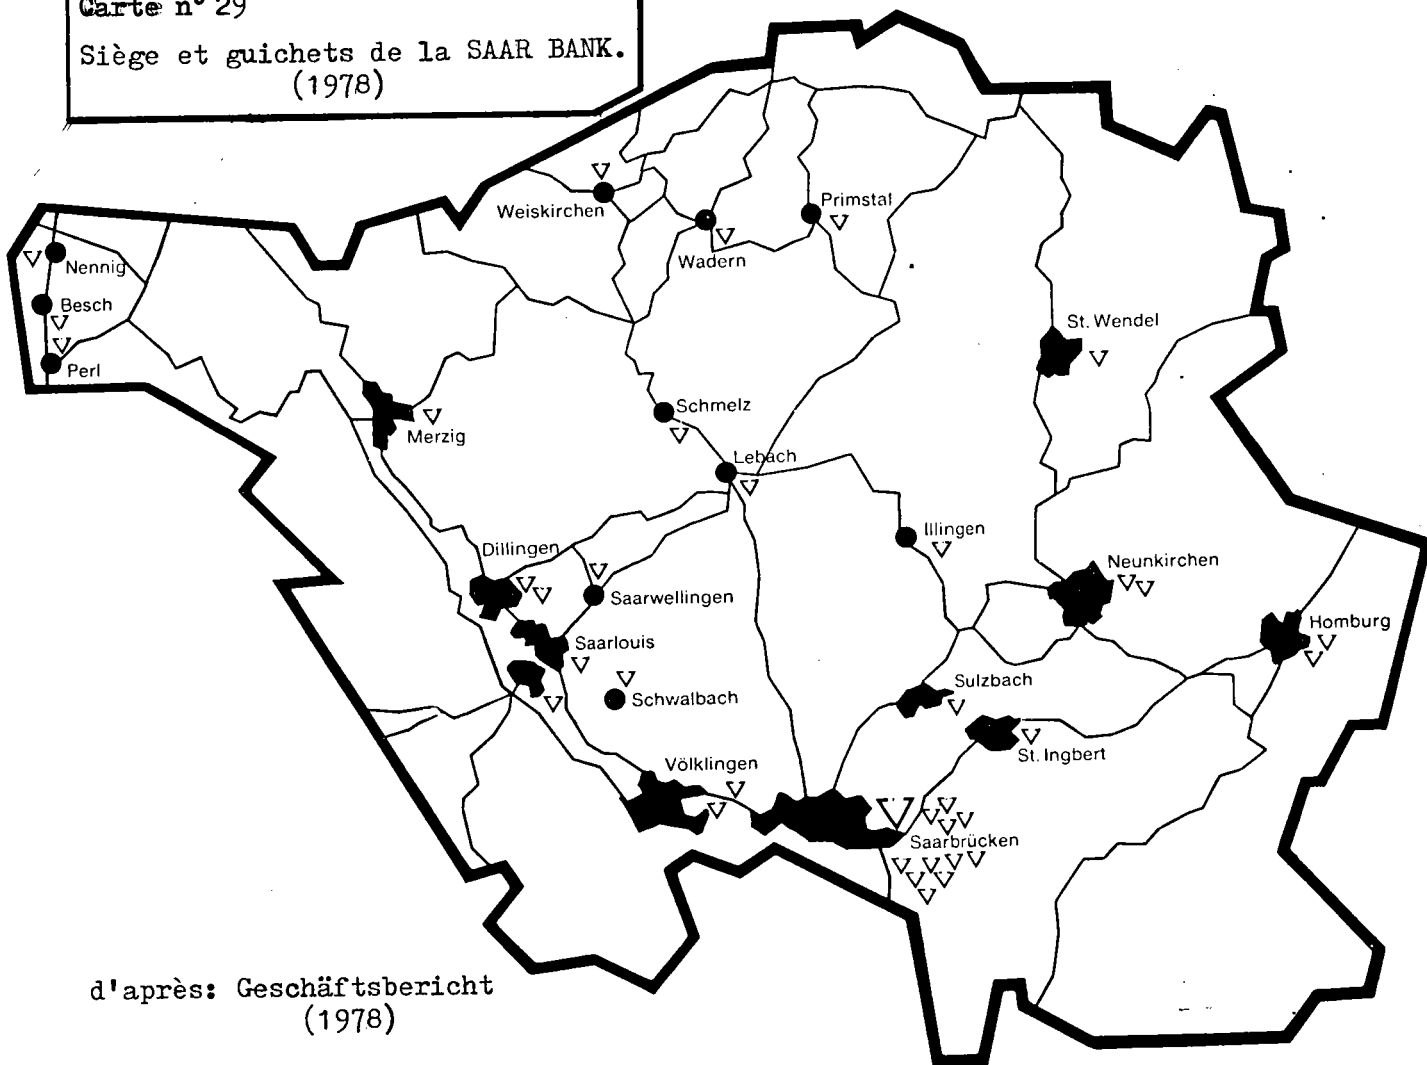 Carte n° 29
Siège et guichets de la SAAR BANK.
(1978)
Weiskirchen
Primstal
Wadern
Nennig
Besch
Perl
St. Wendel
Merzig
Schmelz
Lebach
Illingen
Dillingen
Neunkirchen
Saarwellingen
Homburg
Saarlouis
Sulzbach
Schwalbach
St. Ingbert
Völklingen
Saarbrücken
d'après: Geschäftsbericht
(1978)